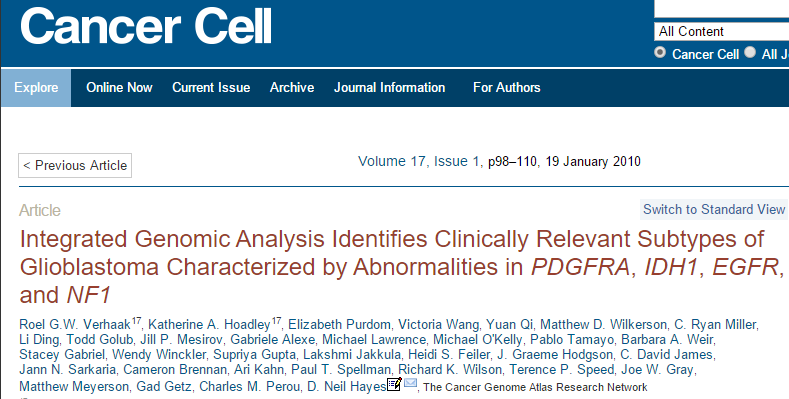 Cancer Cell
All Content
Cancer Cell All J
Explore Online Now Current Issue Archive Journal Information For Authors
< Previous Article
Volume 17, Issue 1, p98–110, 19 January 2010
Article
Switch to Standard View
Integrated Genomic Analysis Identifies Clinically Relevant Subtypes of
Glioblastoma Characterized by Abnormalities in PDGFRA, IDH1, EGFR,
and NF1
Roel G.W. Verhaak17, Katherine A. Hoadley17, Elizabeth Purdom, Victoria Wang, Yuan Qi, Matthew D. Wilkerson, C. Ryan Miller,
Li Ding, Todd Golub, Jill P. Mesirov, Gabriele Alexe, Michael Lawrence, Michael O'Kelly, Pablo Tamayo, Barbara A. Weir,
Stacey Gabriel, Wendy Winckler, Supriya Gupta, Lakshmi Jakkula, Heidi S. Feiler, J. Graeme Hodgson, C. David James,
Jann N. Sarkaria, Cameron Brennan, Ari Kahn, Paul T. Spellman, Richard K. Wilson, Terence P. Speed, Joe W. Gray,
Matthew Meyerson, Gad Getz, Charles M. Perou, D. Neil Hayes, The Cancer Genome Atlas Research Network